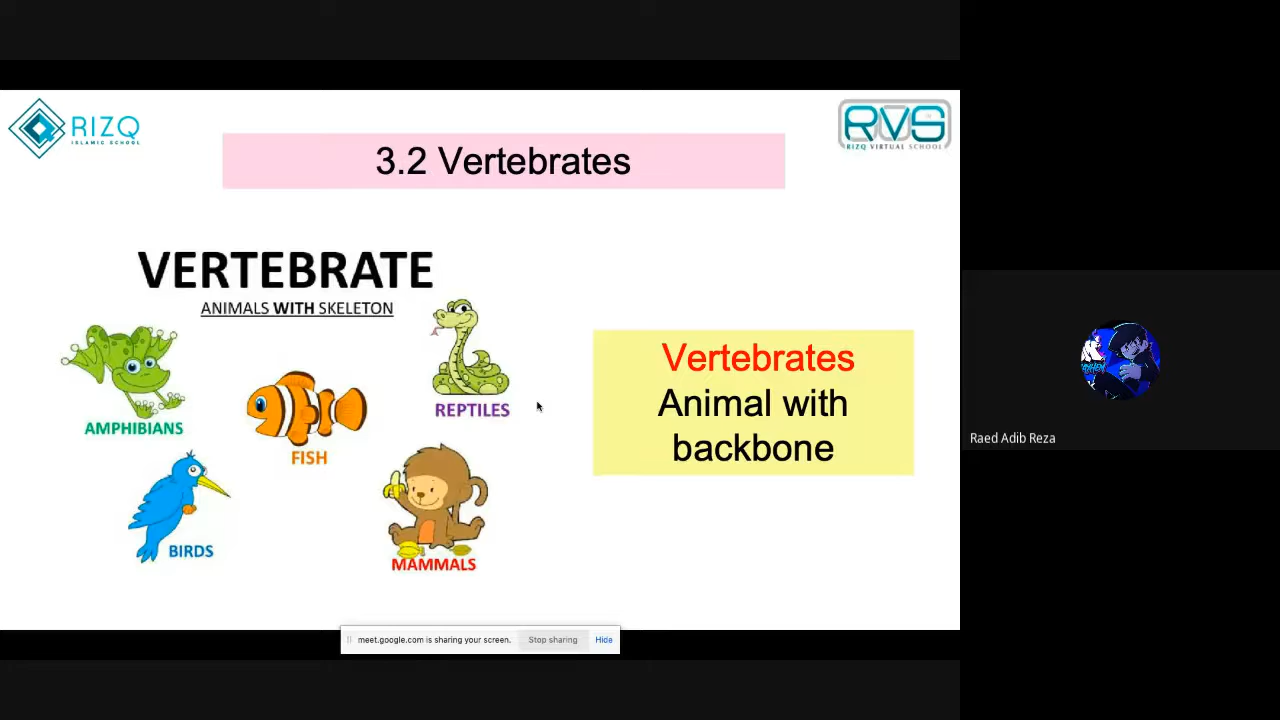 RIZQ
ISLAMIC SCHOOL
RVS
RIZQ VIRTUAL SCHOOL
3.2 Vertebrates
VERTEBRATE
ANIMALS WITH SKELETON
AMPHIBIANS
FISH
REPTILES
BIRDS
MAMMALS
Vertebrates
Animal with
backbone
Raed Adib Reza
meet.google.com is sharing your screen.
Stop sharing
Hide